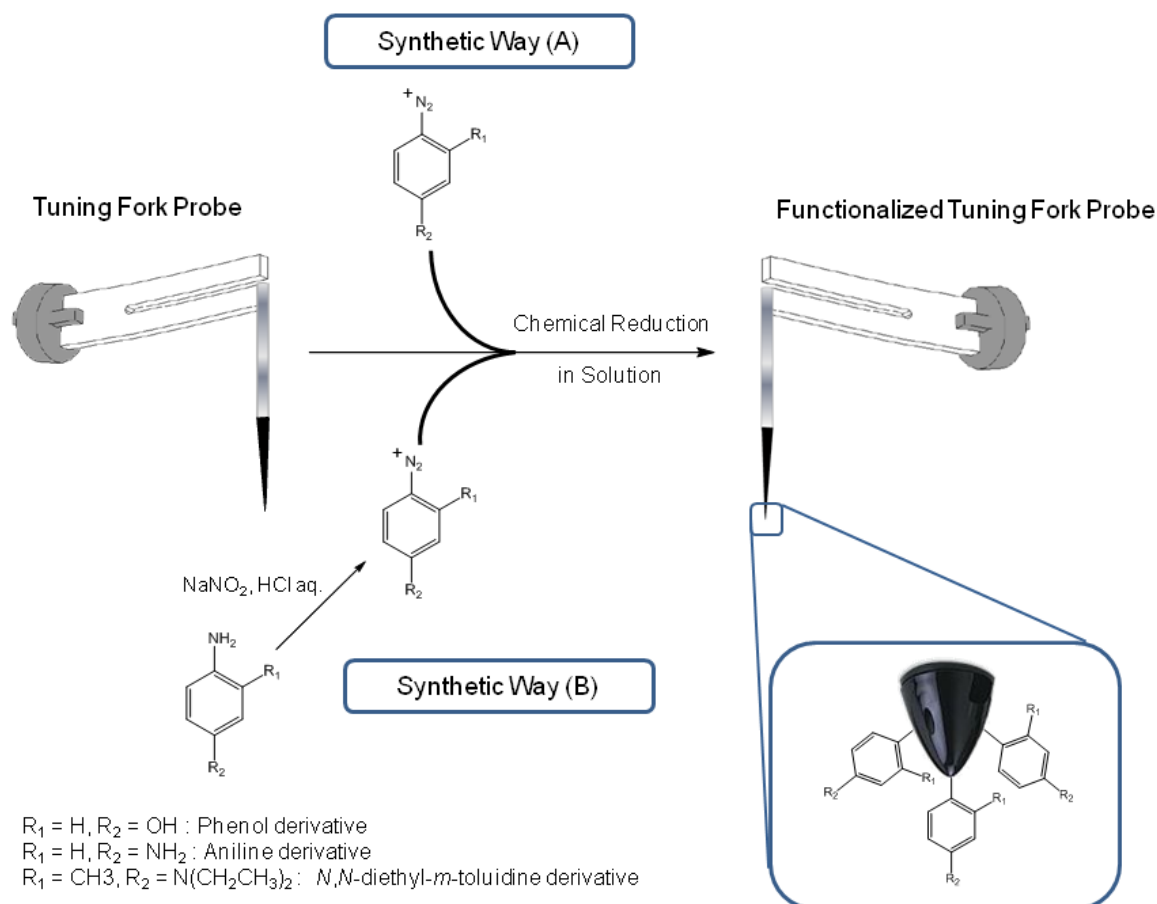 Synthetic Way (A)
+N₂
R₁
R₂
Tuning Fork Probe
Functionalized Tuning Fork Probe
Chemical Reduction
in Solution
+N₂
R₁
R₂
NaNO₂, HCl aq.
NH₂
R₁
R₂
Synthetic Way (B)
R₁
R₁
R₂
R₂
R₁
R₂
R₁ = H, R₂ = OH : Phenol derivative
R₁ = H, R₂ = NH₂ : Aniline derivative
R₁ = CH3, R₂ = N(CH₂CH₃)₂ : N,N-diethyl-m-toluidine derivative